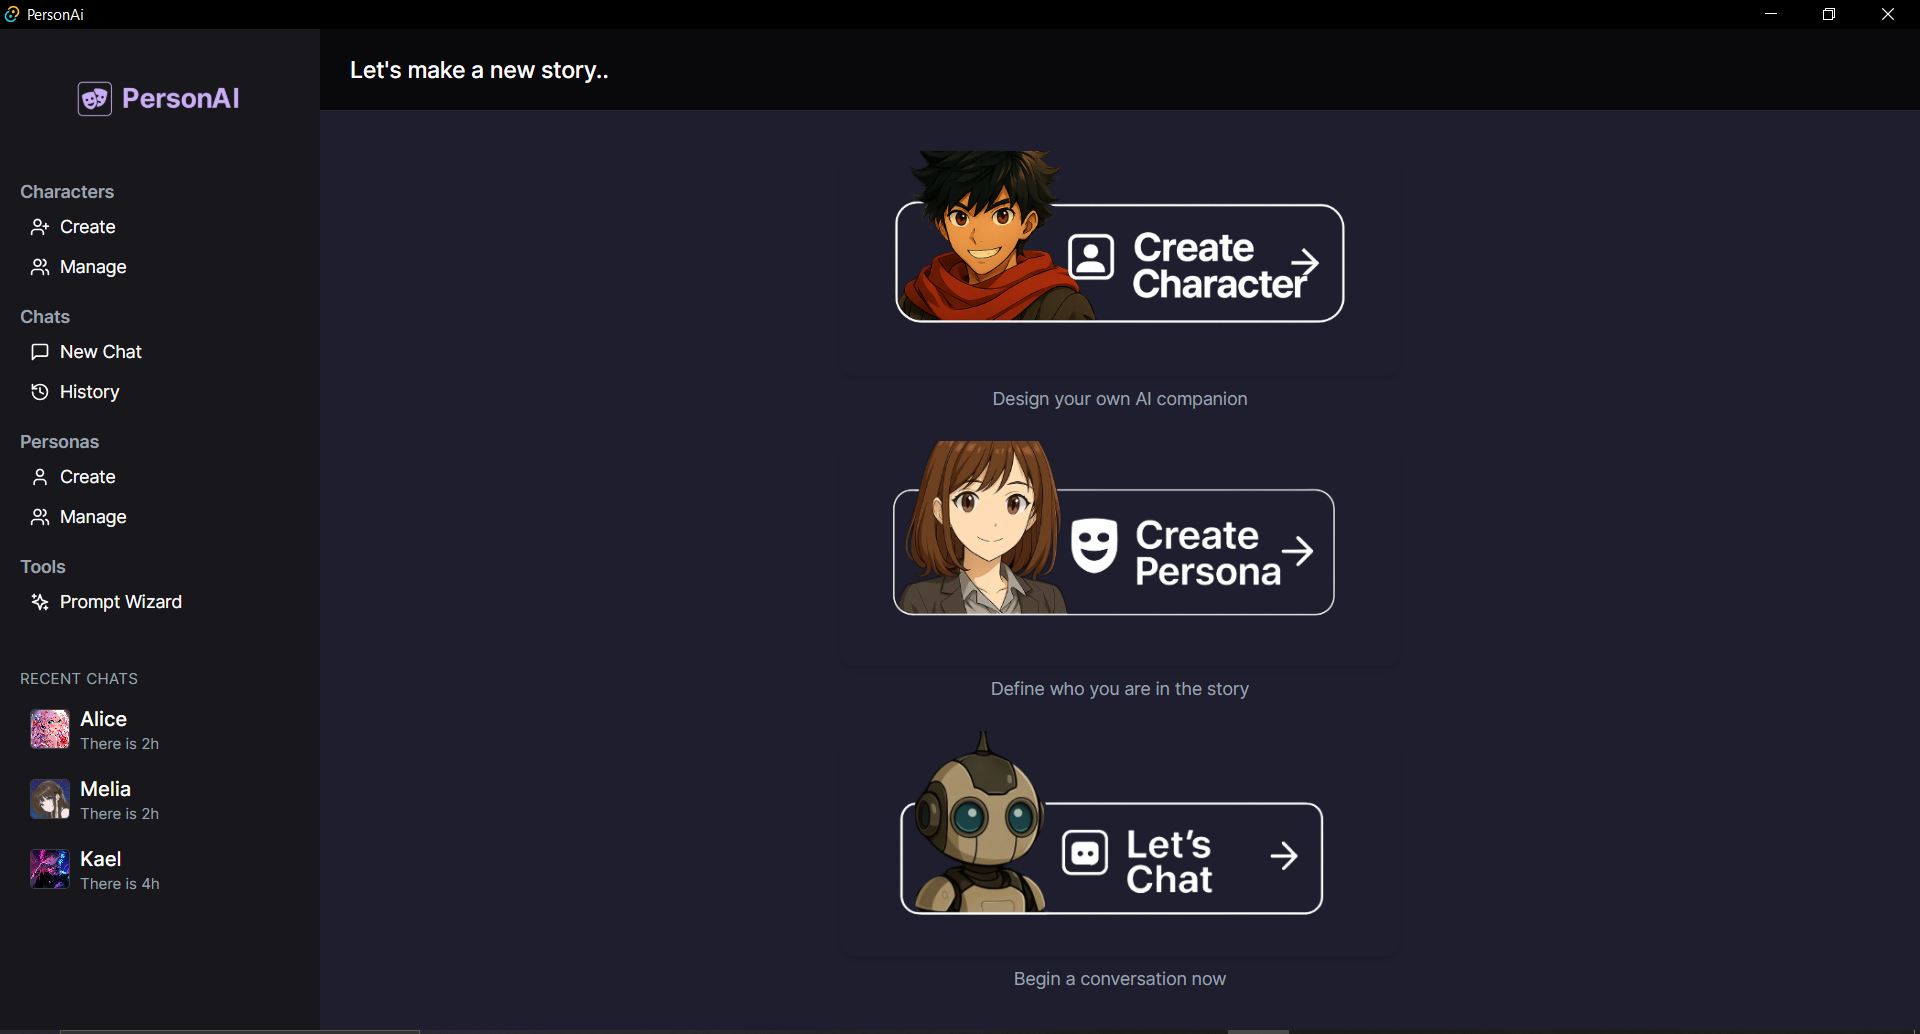 PersonAi
PersonAI
Let's make a new story..
Characters
Create
Manage
Chats
New Chat
History
Personas
Create
Manage
Tools
Prompt Wizard
RECENT CHATS
Alice
There is 2h
Melia
There is 2h
Kael
There is 4h
Create
Character
Design your own AI companion
Create
Persona
Define who you are in the story
Let’s
Chat
Begin a conversation now